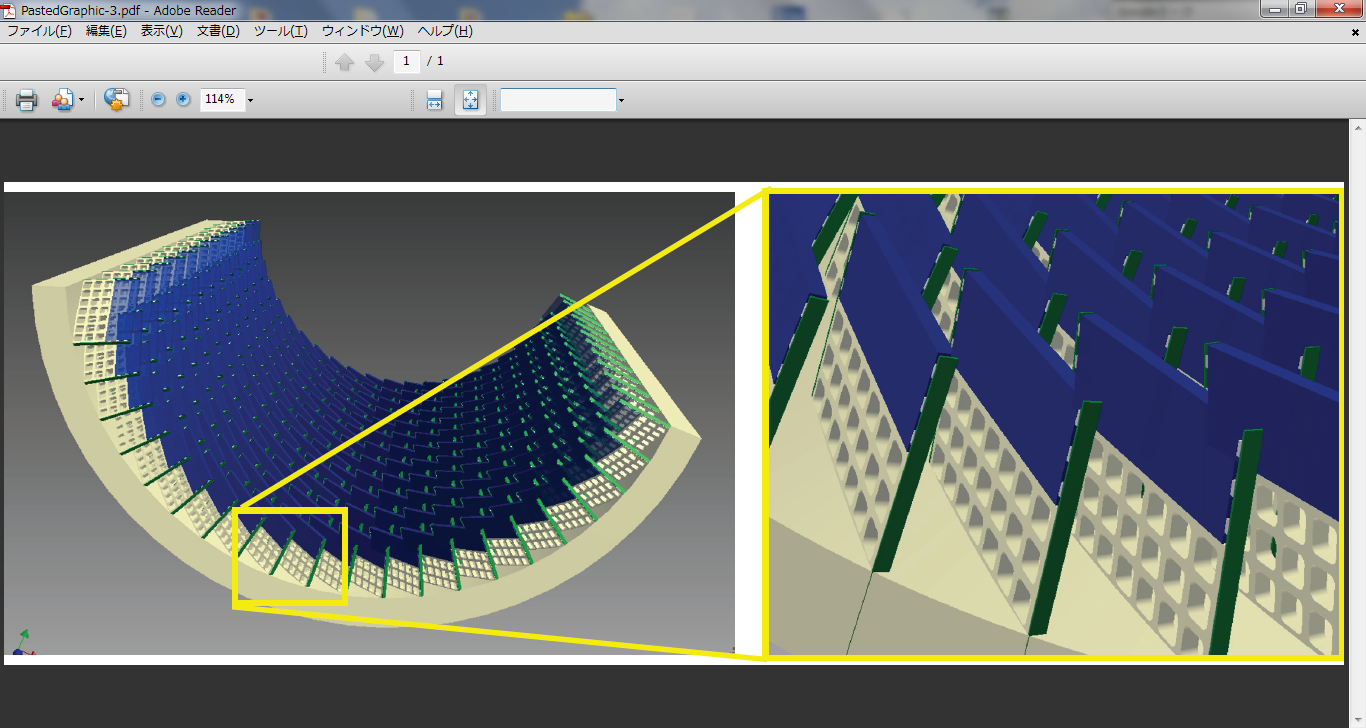 PastedGraphic-3.pdf - Adobe Reader
ファイル(F) 編集(E) 表示(V) 文書(D) ツール(T) ウィンドウ(W) ヘルプ(H)
1 / 1
114%